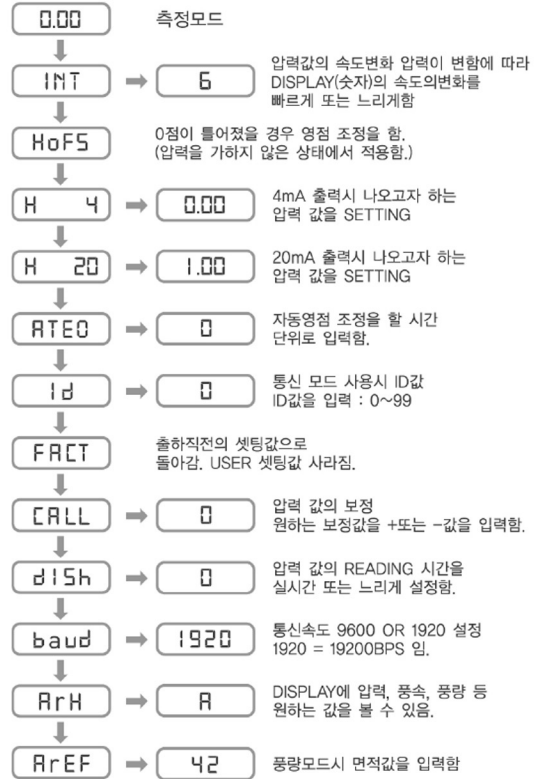 0.00 측정모드
INT 6 압력값의 속도변화 압력이 변함에 따라
DISPLAY(숫자)의 속도의변화를
빠르게 또는 느리게함
HoFS 0점이 틀어졌을 경우 영점 조정을 함.
(압력을 가하지 않은 상태에서 적용함.)
H 4 0.00 4mA 출력시 나오고자 하는
압력 값을 SETTING
H 20 1.00 20mA 출력시 나오고자 하는
압력 값을 SETTING
ATEO 0 자동영점 조정을 할 시간
단위로 입력함.
Id 0 통신 모드 사용시 ID값
ID값을 입력 : 0~99
FACT 출하직전의 셋팅값으로
돌아감. USER 셋팅값 사라짐.
CALL 0 압력 값의 보정
원하는 보정값을 +또는 -값을 입력함.
dISh 0 압력 값의 READING 시간을
실시간 또는 느리게 설정함.
baud 1920 통신속도 9600 OR 1920 설정
1920 = 19200BPS 임.
ArH A DISPLAY에 압력, 풍속, 풍량 등
원하는 값을 볼 수 있음.
ArEF 42 풍량모드시 면적값을 입력함